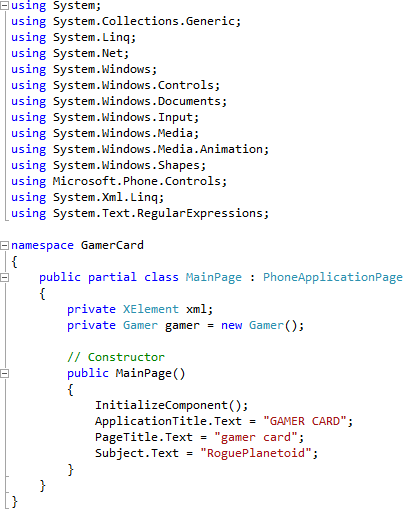 using System;
using System.Collections.Generic;
using System.Linq;
using System.Net;
using System.Windows;
using System.Windows.Controls;
using System.Windows.Documents;
using System.Windows.Input;
using System.Windows.Media;
using System.Windows.Media.Animation;
using System.Windows.Shapes;
using Microsoft.Phone.Controls;
using System.Xml.Linq;
using System.Text.RegularExpressions;

namespace GamerCard
{
    public partial class MainPage : PhoneApplicationPage
    {
        private XElement xml;
        private Gamer gamer = new Gamer();

        // Constructor
        public MainPage()
        {
            InitializeComponent();
            ApplicationTitle.Text = "GAMER CARD";
            PageTitle.Text = "gamer card";
            Subject.Text = "RoguePlanetoid";
        }
    }
}